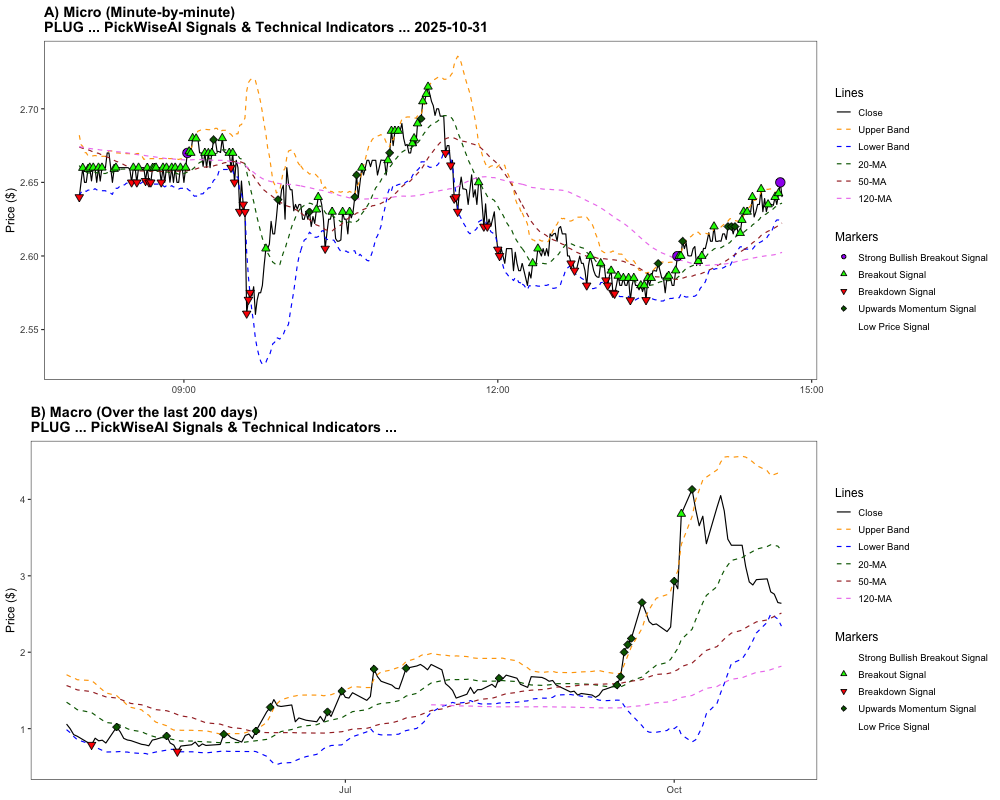 A) Micro (Minute-by-minute)
PLUG ... PickWiseAI Signals & Technical Indicators ... 2025-10-31
Price ($)
2.70
2.65
2.60
2.55
09:00
12:00
15:00
Lines
Close
Upper Band
Lower Band
20-MA
50-MA
120-MA
Markers
Strong Bullish Breakout Signal
Breakout Signal
Breakdown Signal
Upwards Momentum Signal
Low Price Signal
B) Macro (Over the last 200 days)
PLUG ... PickWiseAI Signals & Technical Indicators ...
Price ($)
4
3
2
1
Jul
Oct
Lines
Close
Upper Band
Lower Band
20-MA
50-MA
120-MA
Markers
Strong Bullish Breakout Signal
Breakout Signal
Breakdown Signal
Upwards Momentum Signal
Low Price Signal